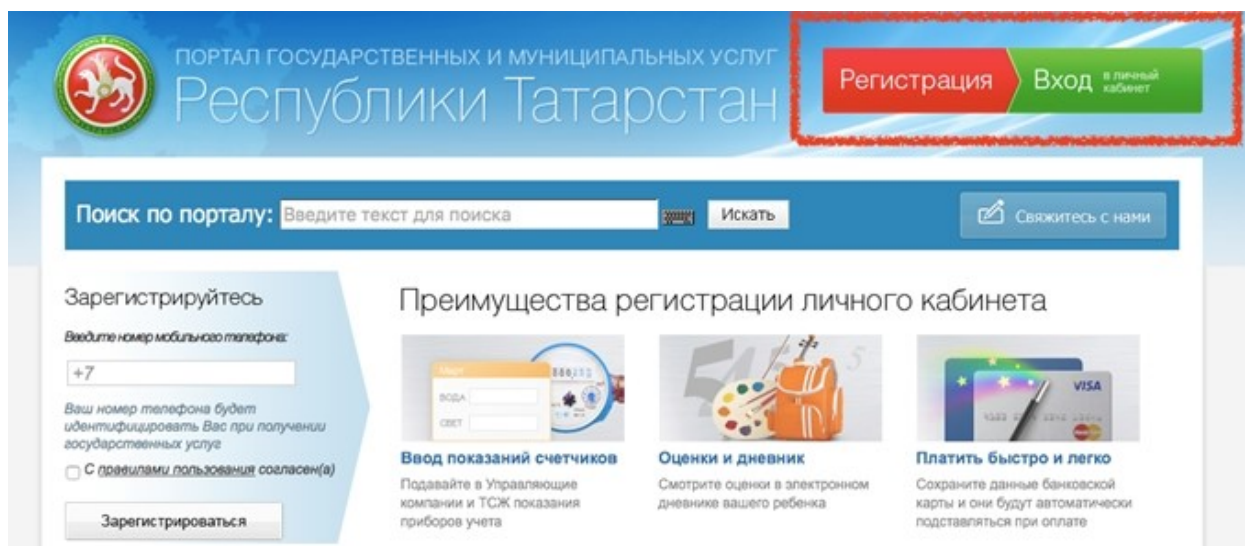 ПОРТАЛ ГОСУДАРСТВЕННЫХ И МУНИЦИПАЛЬНЫХ УСЛУГ
Республики Татарстан
Регистрация
Вход в личный кабинет
Поиск по порталу: Введите текст для поиска
Искать
Свяжитесь с нами
Зарегистрируйтесь
Введите номер мобильного телефона:
+7
Ваш номер телефона будет
идентифицировать Вас при получении
государственных услуг
С правилами пользования согласен(а)
Зарегистрироваться
Преимущества регистрации личного кабинета
Март
ВОДА
СВЕТ
Ввод показаний счетчиков
Подавайте в Управляющие
компании и ТСЖ показания
приборов учета
Оценки и дневник
Смотрите оценки в электронном
дневнике вашего ребенка
VISA
Платить быстро и легко
Сохраните данные банковской
карты и они будут автоматически
подставляться при оплате